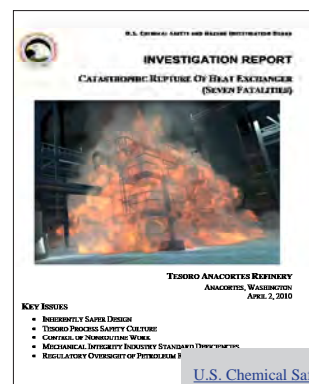 U.S. CHEMICAL SAFETY AND HAZARD INVESTIGATION BOARD
INVESTIGATION REPORT
CATASTROPHIC RUPTURE OF HEAT EXCHANGER
(SEVEN FATALITIES)
TESORO ANACORTES REFINERY
ANACORTES, WASHINGTON
APRIL 2, 2010
KEY ISSUES
• INHERENTLY SAFER DESIGN
• TESORO PROCESS SAFETY CULTURE
• CONTROL OF NONROUTINE WORK
• MECHANICAL INTEGRITY INDUSTRY STANDARD DEFICIENCIES
• REGULATORY OVERSIGHT OF PETROLEUM
U.S. Chemical Saf